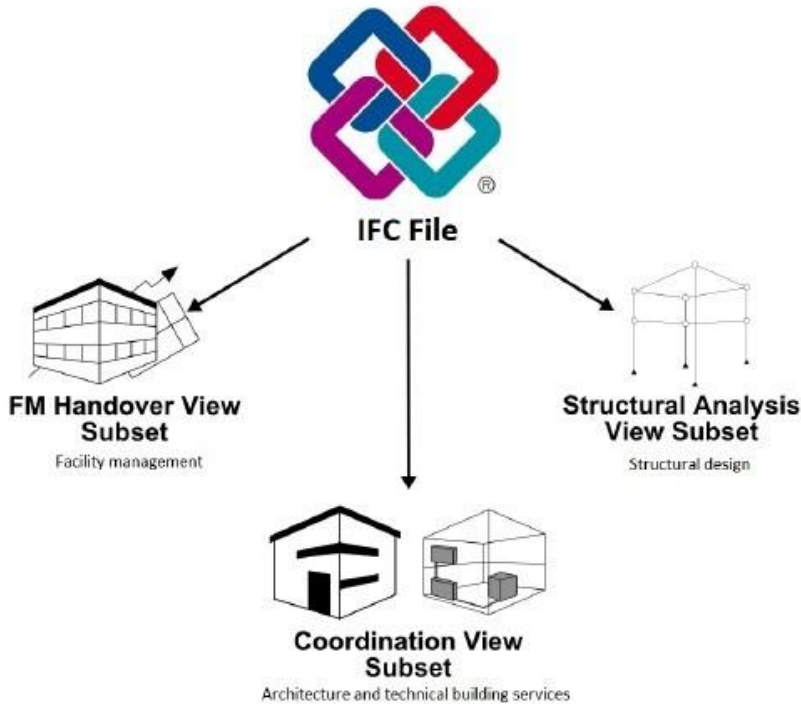 ®
IFC File
FM Handover View
Subset
Facility management
Structural Analysis
View Subset
Structural design
Coordination View
Subset
Architecture and technical building services